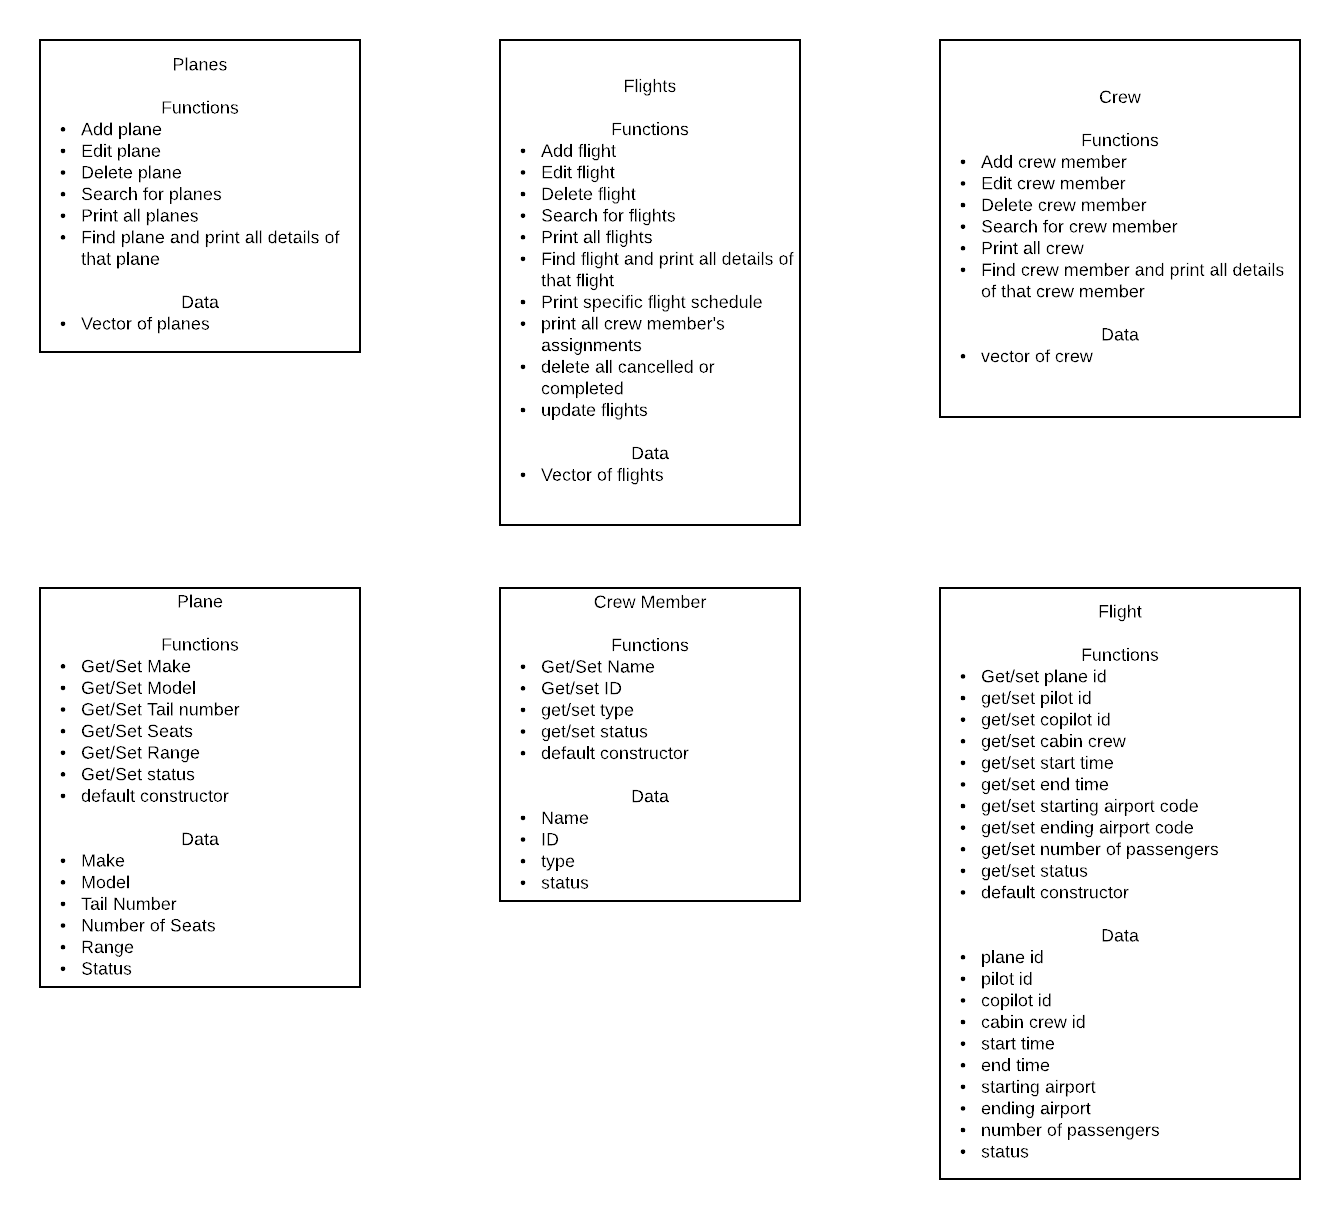 Planes
Functions
• Add plane
• Edit plane
• Delete plane
• Search for planes
• Print all planes
• Find plane and print all details of
that plane
Data
• Vector of planes
Flights
Functions
• Add flight
• Edit flight
• Delete flight
• Search for flights
• Print all flights
• Find flight and print all details of
that flight
• Print specific flight schedule
• print all crew member's
assignments
• delete all cancelled or
completed
• update flights
Data
• Vector of flights
Crew
Functions
• Add crew member
• Edit crew member
• Delete crew member
• Search for crew member
• Print all crew
• Find crew member and print all details
of that crew member
Data
• vector of crew
Plane
Functions
• Get/Set Make
• Get/Set Model
• Get/Set Tail number
• Get/Set Seats
• Get/Set Range
• Get/Set status
• default constructor
Data
• Make
• Model
• Tail Number
• Number of Seats
• Range
• Status
Crew Member
Functions
• Get/Set Name
• Get/set ID
• get/set type
• get/set status
• default constructor
Data
• Name
• ID
• type
• status
Flight
Functions
• Get/set plane id
• get/set pilot id
• get/set copilot id
• get/set cabin crew
• get/set start time
• get/set end time
• get/set starting airport code
• get/set ending airport code
• get/set number of passengers
• get/set status
• default constructor
Data
• plane id
• pilot id
• copilot id
• cabin crew id
• start time
• end time
• starting airport
• ending airport
• number of passengers
• status